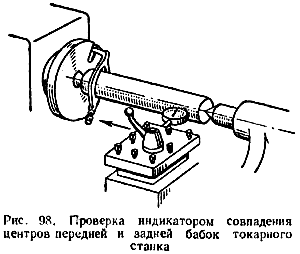 Рис. 98. Проверка индикатором совпадения
центров передней и задней бабок токарного
станка